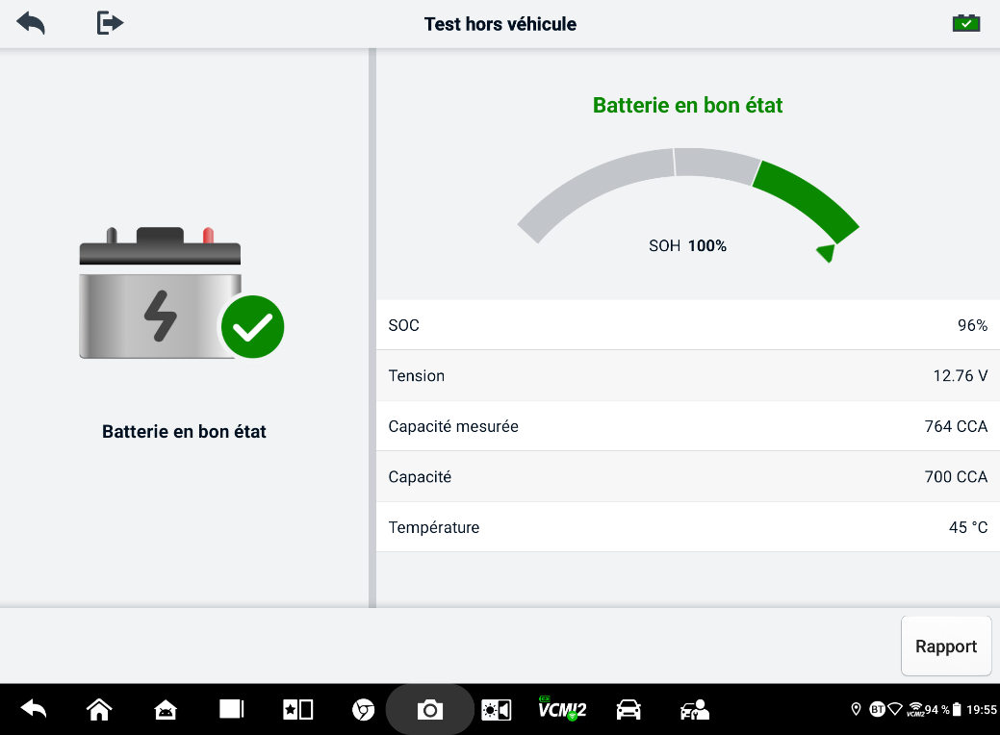 Test hors véhicule
Batterie en bon état
SOH 100%
Batterie en bon état
SOC 96%
Tension 12.76 V
Capacité mesurée 764 CCA
Capacité 700 CCA
Température 45 °C
Rapport
VCMI2 BT VCMI2 94 % 19:55